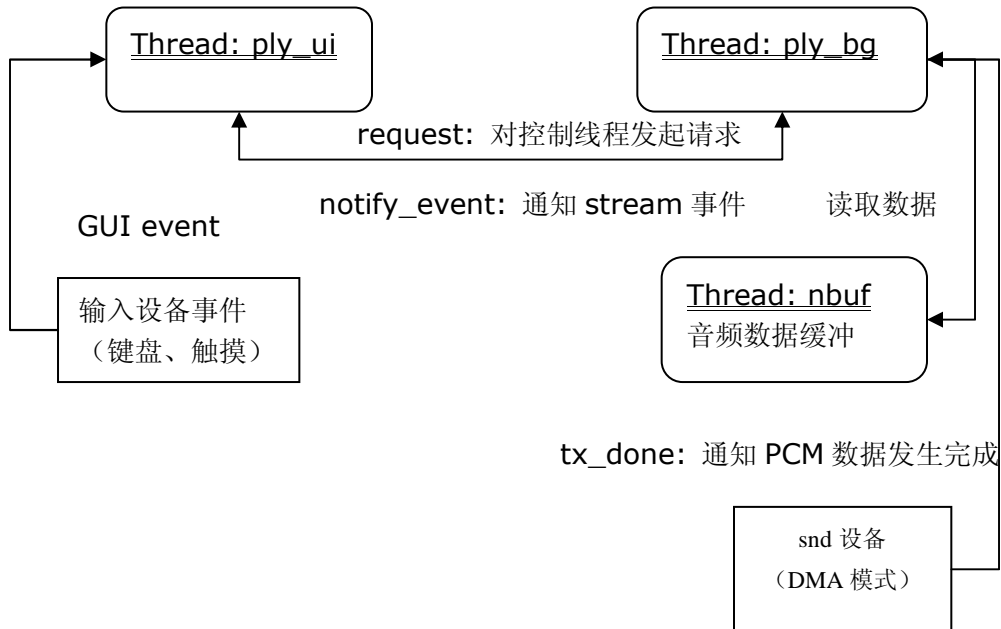 Thread: ply_ui
Thread: ply_bg
request: 对控制线程发起请求
notify_event: 通知 stream 事件
读取数据
GUI event
输入设备事件
（键盘、触摸）
Thread: nbuf
音频数据缓冲
tx_done: 通知 PCM 数据发生完成
snd 设备
（DMA 模式）